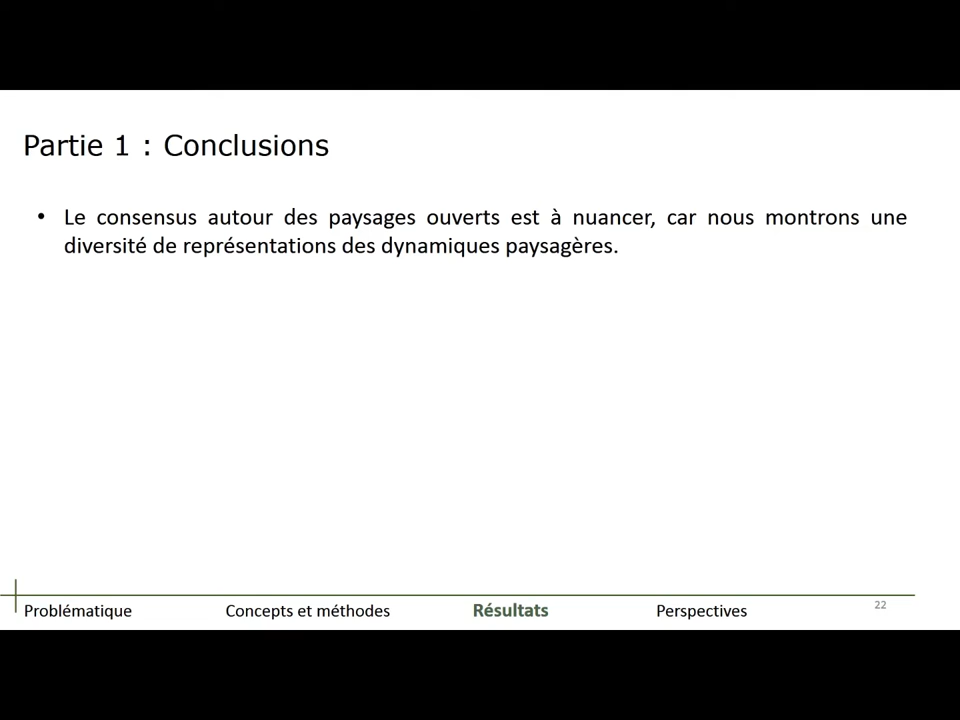 Partie 1 : Conclusions
• Le consensus autour des paysages ouverts est à nuancer, car nous montrons une
diversité de représentations des dynamiques paysagères.
Problématique Concepts et méthodes Résultats Perspectives 22